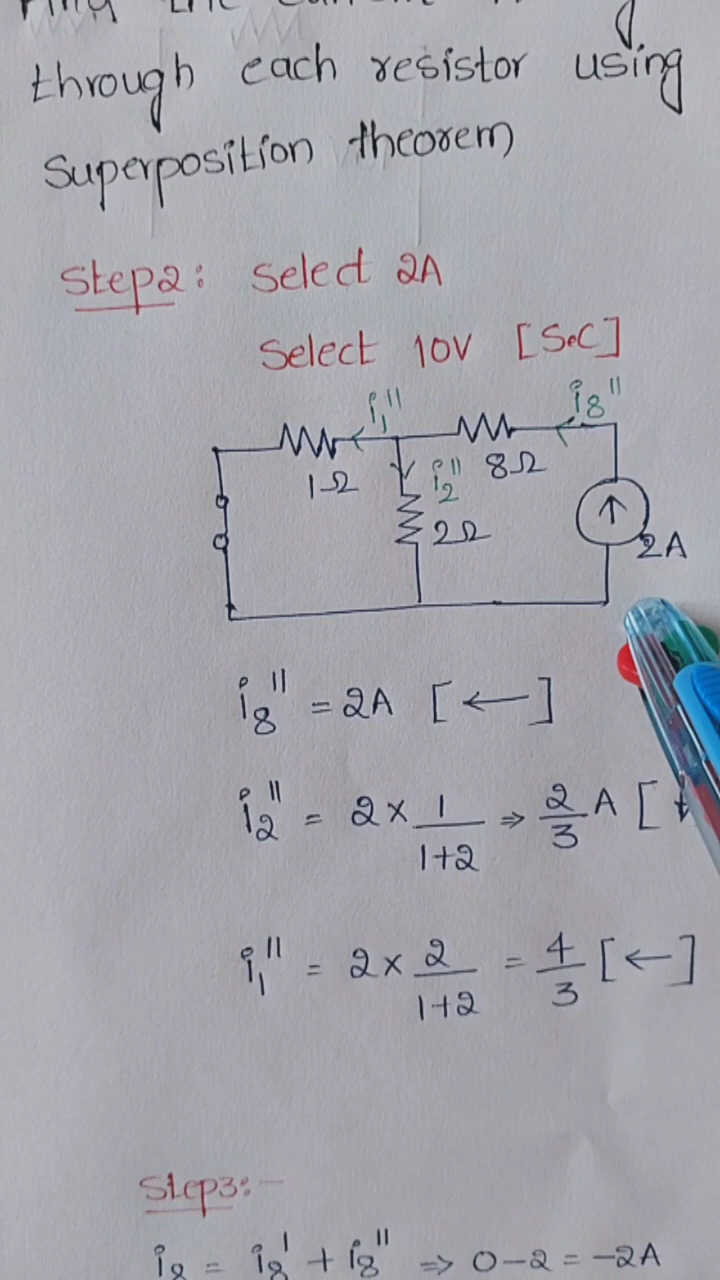 through each resistor using
Superposition theorem
Step2: Select 2A
Select 10V [S.C]
i₁'' i₈''
1Ω i₂'' 8Ω
2Ω
2A
i₈'' = 2A [←]
i₂'' = 2 × 1/(1+2) ⇒ 2/3 A [
i₁'' = 2 × 2/(1+2) = 4/3 [←]
Step3:-
i₈ = i₈' + i₈'' ⇒ 0-2 = -2A